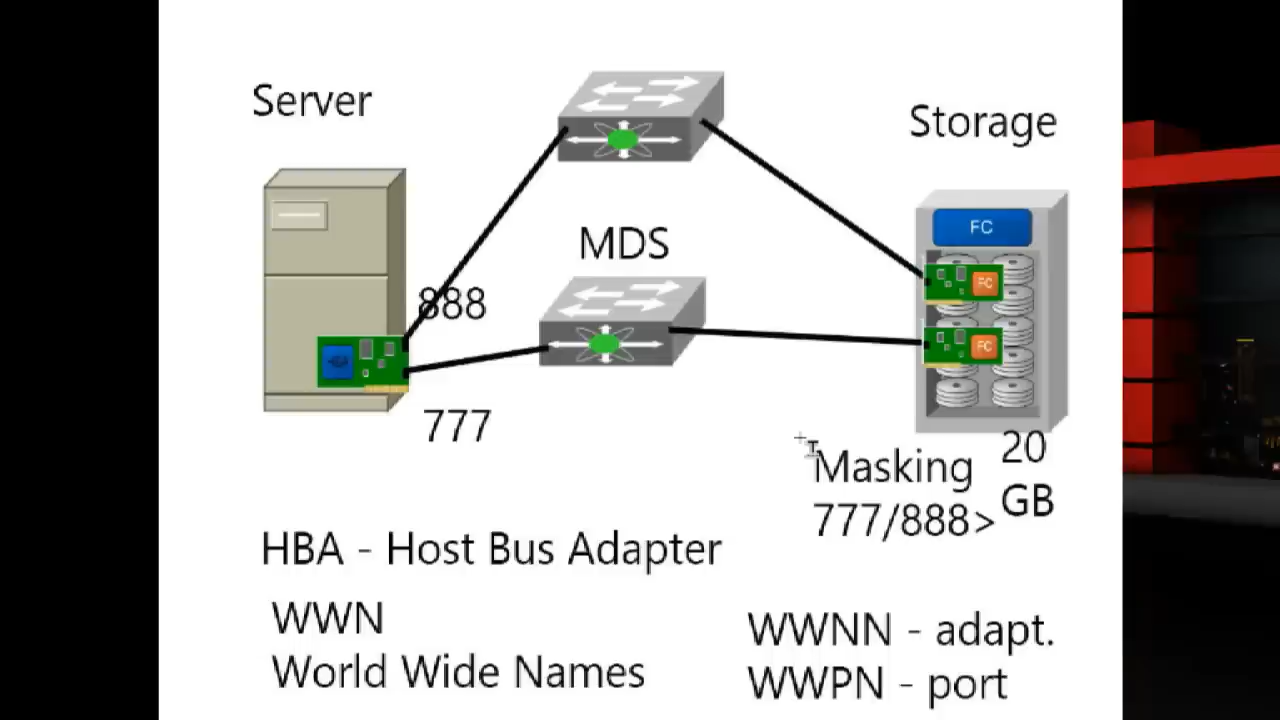 Server
Storage
FC
MDS
888
FC
FC
777
Masking
777/888>
20
GB
HBA - Host Bus Adapter
WWN
World Wide Names
WWNN - adapt.
WWPN - port